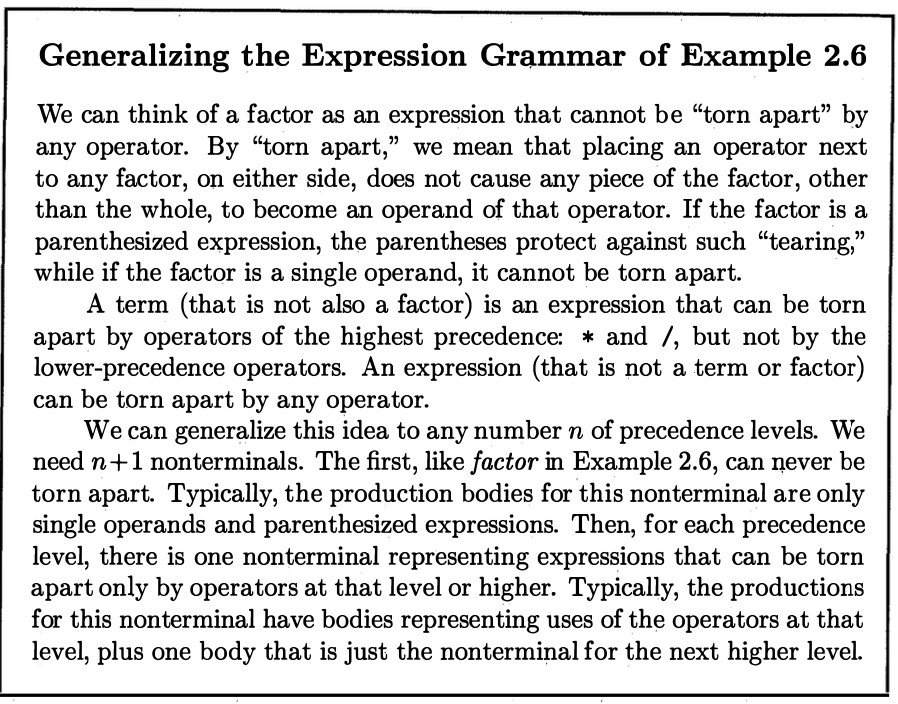 Generalizing the Expression Grammar of Example 2.6
We can think of a factor as an expression that cannot be “torn apart” by
any operator. By “torn apart,” we mean that placing an operator next
to any factor, on either side, does not cause any piece of the factor, other
than the whole, to become an operand of that operator. If the factor is a
parenthesized expression, the parentheses protect against such “tearing,”
while if the factor is a single operand, it cannot be torn apart.
A term (that is not also a factor) is an expression that can be torn
apart by operators of the highest precedence: * and /, but not by the
lower-precedence operators. An expression (that is not a term or factor)
can be torn apart by any operator.
We can generalize this idea to any number n of precedence levels. We
need n+1 nonterminals. The first, like factor in Example 2.6, can never be
torn apart. Typically, the production bodies for this nonterminal are only
single operands and parenthesized expressions. Then, for each precedence
level, there is one nonterminal representing expressions that can be torn
apart only by operators at that level or higher. Typically, the productions
for this nonterminal have bodies representing uses of the operators at that
level, plus one body that is just the nonterminal for the next higher level.